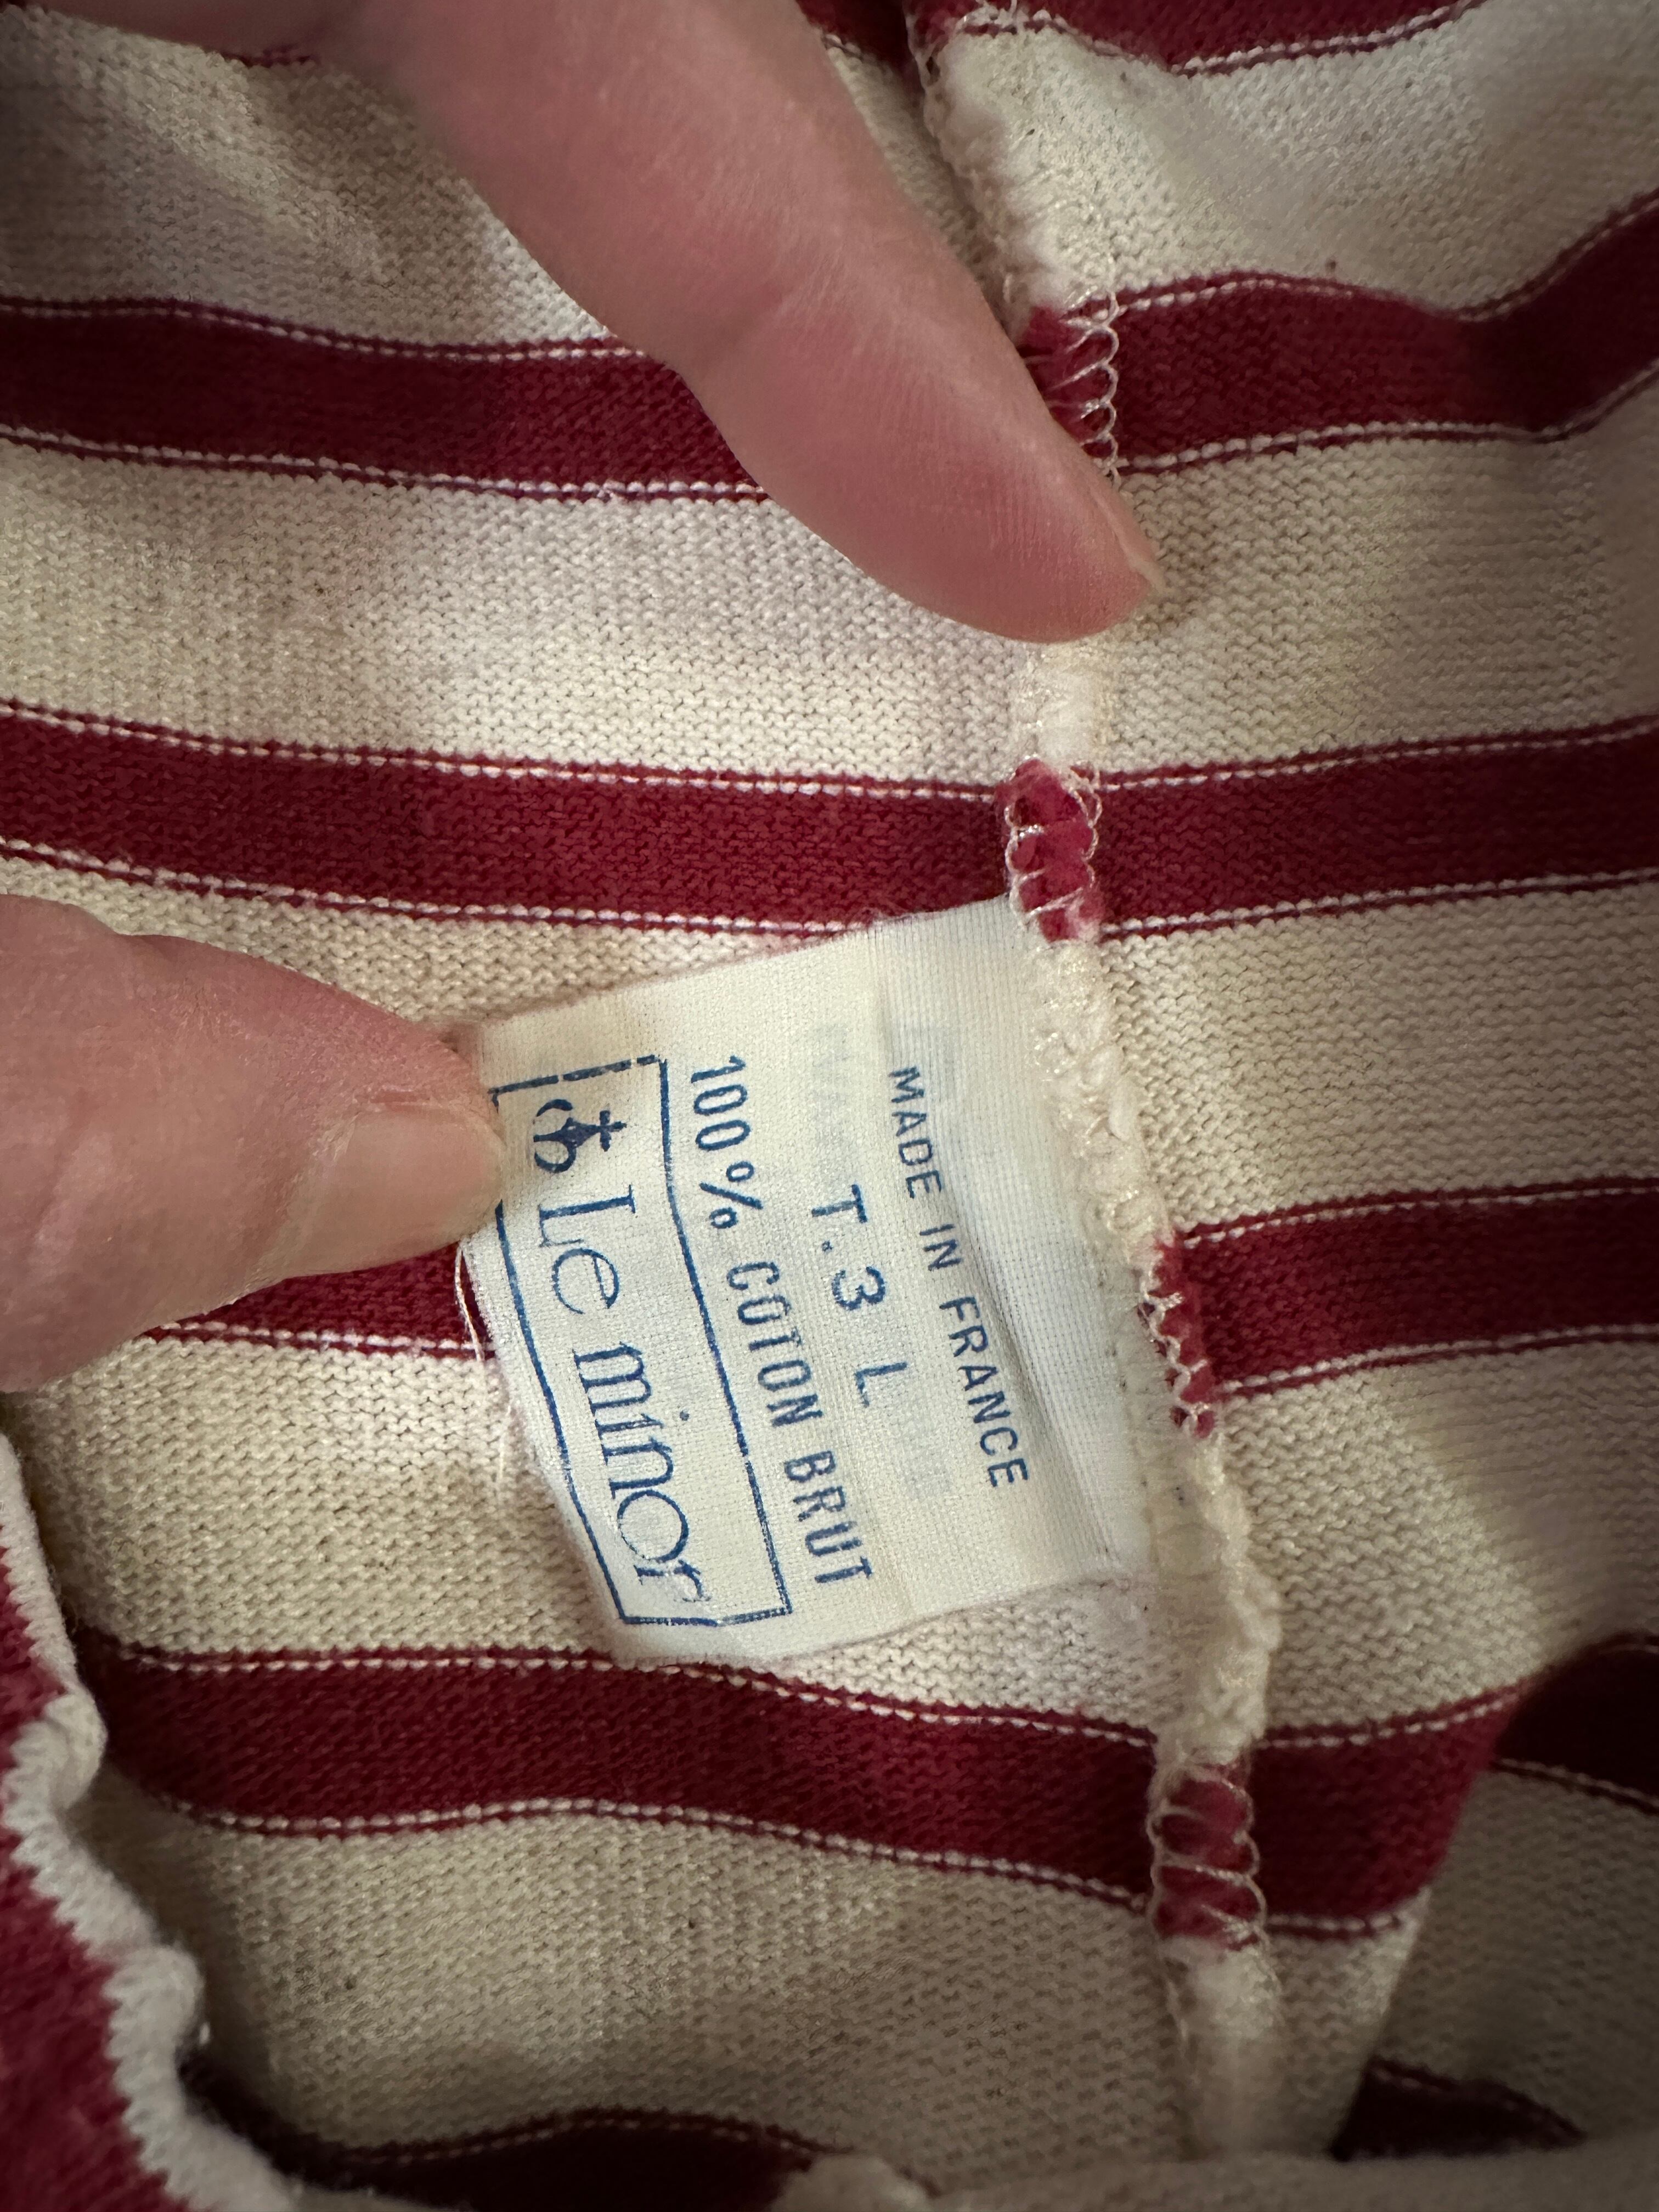 Le minor
100% COTON BRUT
T.3 L
MADE IN FRANCE